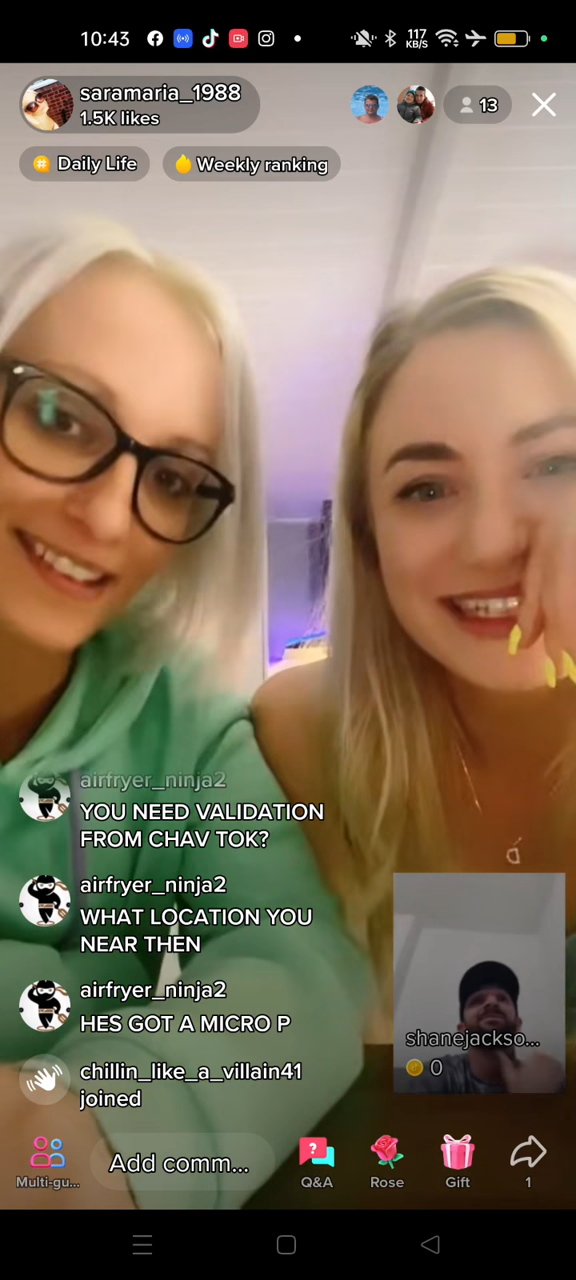 10:43
117
KB/S
saramaria_1988
1.5K likes
13
Daily Life
Weekly ranking
airfryer_ninja2
YOU NEED VALIDATION
FROM CHAV TOK?
airfryer_ninja2
WHAT LOCATION YOU
NEAR THEN
airfryer_ninja2
HES GOT A MICRO P
shanejackso...
0
chillin_like_a_villain41
joined
Add comm...
Multi-gu...
Q&A
Rose
Gift
1